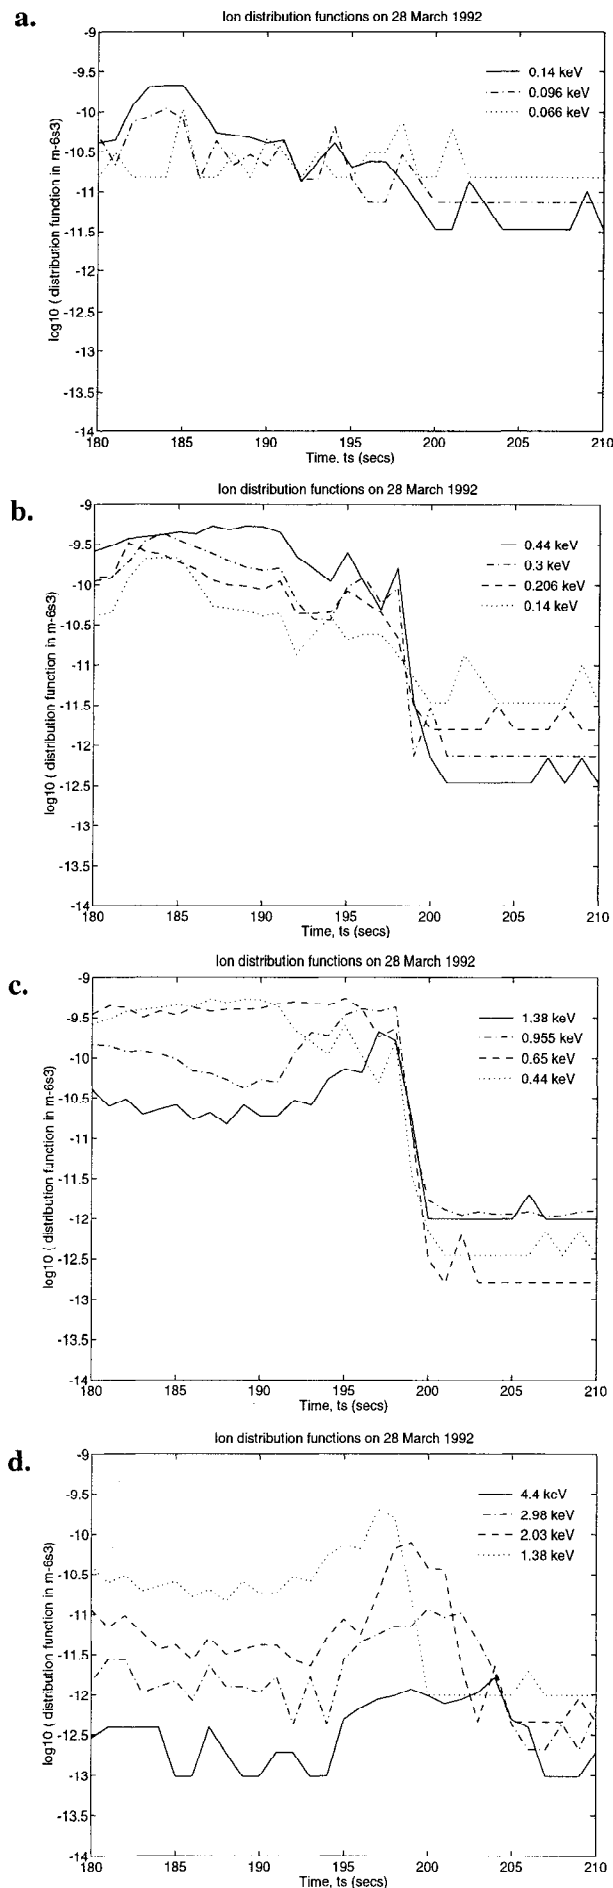 a.
Ion distribution functions on 28 March 1992
-9
-9.5
-10
-10.5
-11
-11.5
-12
-12.5
-13
-13.5
-14
log10 ( distribution function in m-6s3)
0.14 keV
0.096 keV
0.066 keV
180 185 190 195 200 205 210
Time, ts (secs)
b.
Ion distribution functions on 28 March 1992
-9
-9.5
-10
-10.5
-11
-11.5
-12
-12.5
-13
-13.5
-14
log10 ( distribution function in m-6s3)
0.44 keV
0.3 keV
0.206 keV
0.14 keV
180 185 190 195 200 205 210
Time, ts (secs)
c.
Ion distribution functions on 28 March 1992
-9
-9.5
-10
-10.5
-11
-11.5
-12
-12.5
-13
-13.5
-14
log10 ( distribution function in m-6s3)
1.38 keV
0.955 keV
0.65 keV
0.44 keV
180 185 190 195 200 205 210
Time, ts (secs)
d.
Ion distribution functions on 28 March 1992
-9
-9.5
-10
-10.5
-11
-11.5
-12
-12.5
-13
-13.5
-14
log10 ( distribution function in m-6s3)
4.4 keV
2.98 keV
2.03 keV
1.38 keV
180 185 190 195 200 205 210
Time, ts (secs)